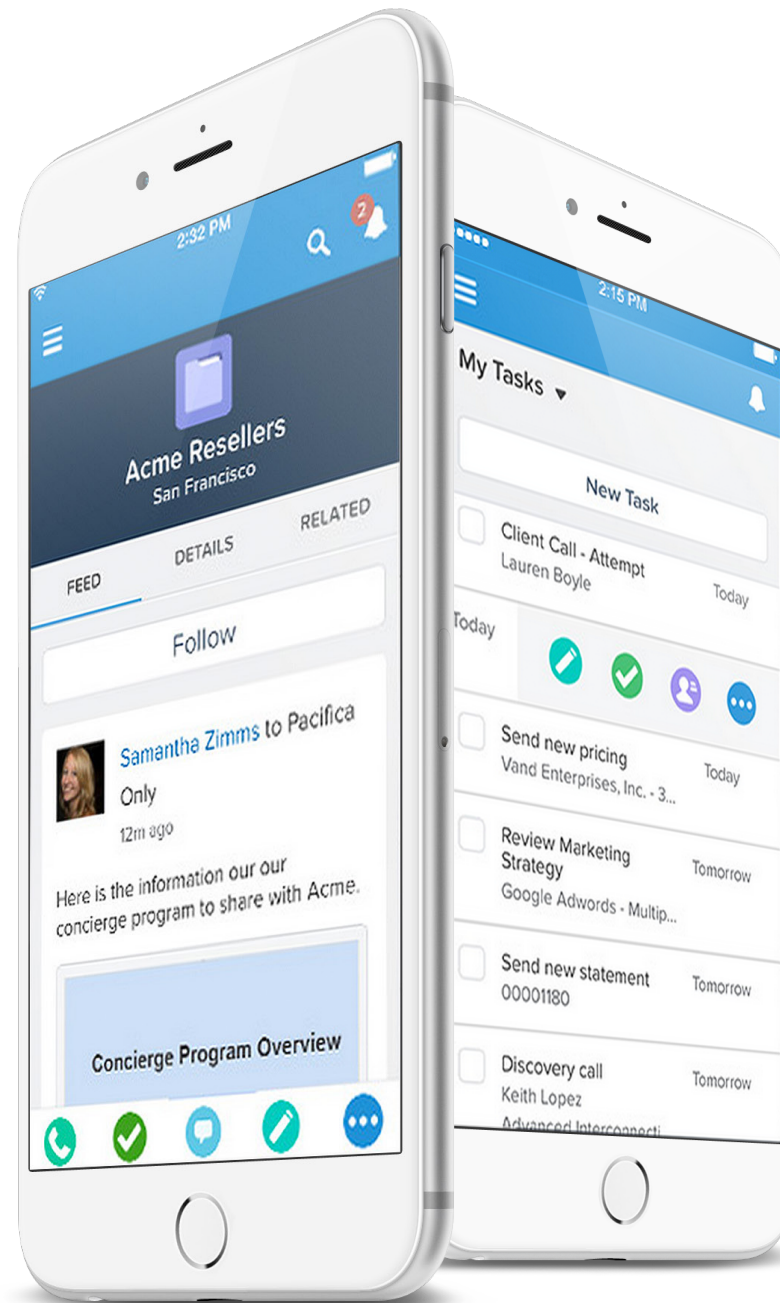 2:32 PM
2
Acme Resellers
San Francisco
FEED
DETAILS
RELATED
Follow
Samantha Zimms to Pacifica
Only
12m ago
Here is the information our our
concierge program to share with Acme.
Concierge Program Overview
2:15 PM
My Tasks
New Task
Client Call - Attempt
Lauren Boyle
Today
Today
Send new pricing
Vand Enterprises, Inc. - 3...
Today
Review Marketing
Strategy
Google Adwords - Multip...
Tomorrow
Send new statement
00001180
Tomorrow
Discovery call
Keith Lopez
Tomorrow
Advanced Interconnecti